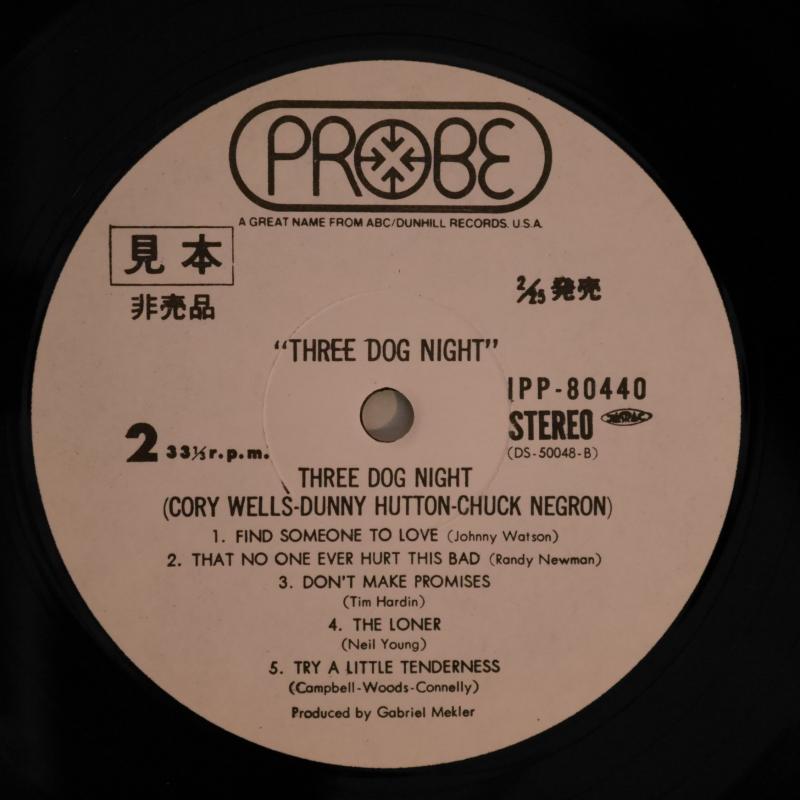 PROBE
A GREAT NAME FROM ABC/DUNHILL RECORDS. U.S.A.
見本
非売品
2/25 発売
"THREE DOG NIGHT"
IPP-80440
STEREO
(DS-50048-B)
2 33⅓ r.p.m.
THREE DOG NIGHT
(CORY WELLS-DUNNY HUTTON-CHUCK NEGRON)
1. FIND SOMEONE TO LOVE (Johnny Watson)
2. THAT NO ONE EVER HURT THIS BAD (Randy Newman)
3. DON'T MAKE PROMISES
(Tim Hardin)
4. THE LONER
(Neil Young)
5. TRY A LITTLE TENDERNESS
(Campbell-Woods-Connelly)
Produced by Gabriel Mekler